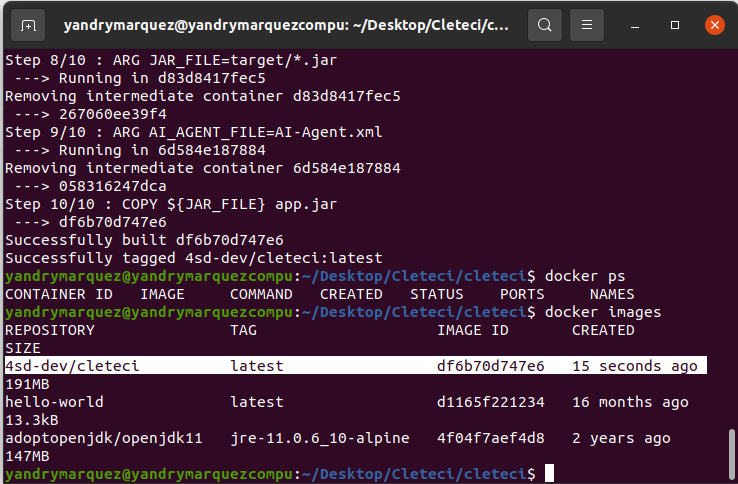 yandrymarquez@yandrymarquezcompu: ~/Desktop/Cleteci/c...
Step 8/10 : ARG JAR_FILE=target/*.jar
 ---> Running in d83d8417fec5
Removing intermediate container d83d8417fec5
 ---> 267060ee39f4
Step 9/10 : ARG AI_AGENT_FILE=AI-Agent.xml
 ---> Running in 6d584e187884
Removing intermediate container 6d584e187884
 ---> 058316247dca
Step 10/10 : COPY ${JAR_FILE} app.jar
 ---> df6b70d747e6
Successfully built df6b70d747e6
Successfully tagged 4sd-dev/cleteci:latest
yandrymarquez@yandrymarquezcompu:~/Desktop/Cleteci/cleteci$ docker ps
CONTAINER ID   IMAGE     COMMAND   CREATED   STATUS    PORTS     NAMES
yandrymarquez@yandrymarquezcompu:~/Desktop/Cleteci/cleteci$ docker images
REPOSITORY               TAG                    IMAGE ID       CREATED
SIZE
4sd-dev/cleteci          latest                 df6b70d747e6   15 seconds ago
191MB
hello-world              latest                 d1165f221234   16 months ago
13.3kB
adoptopenjdk/openjdk11   jre-11.0.6_10-alpine   4f04f7aef4d8   2 years ago
147MB
yandrymarquez@yandrymarquezcompu:~/Desktop/Cleteci/cleteci$